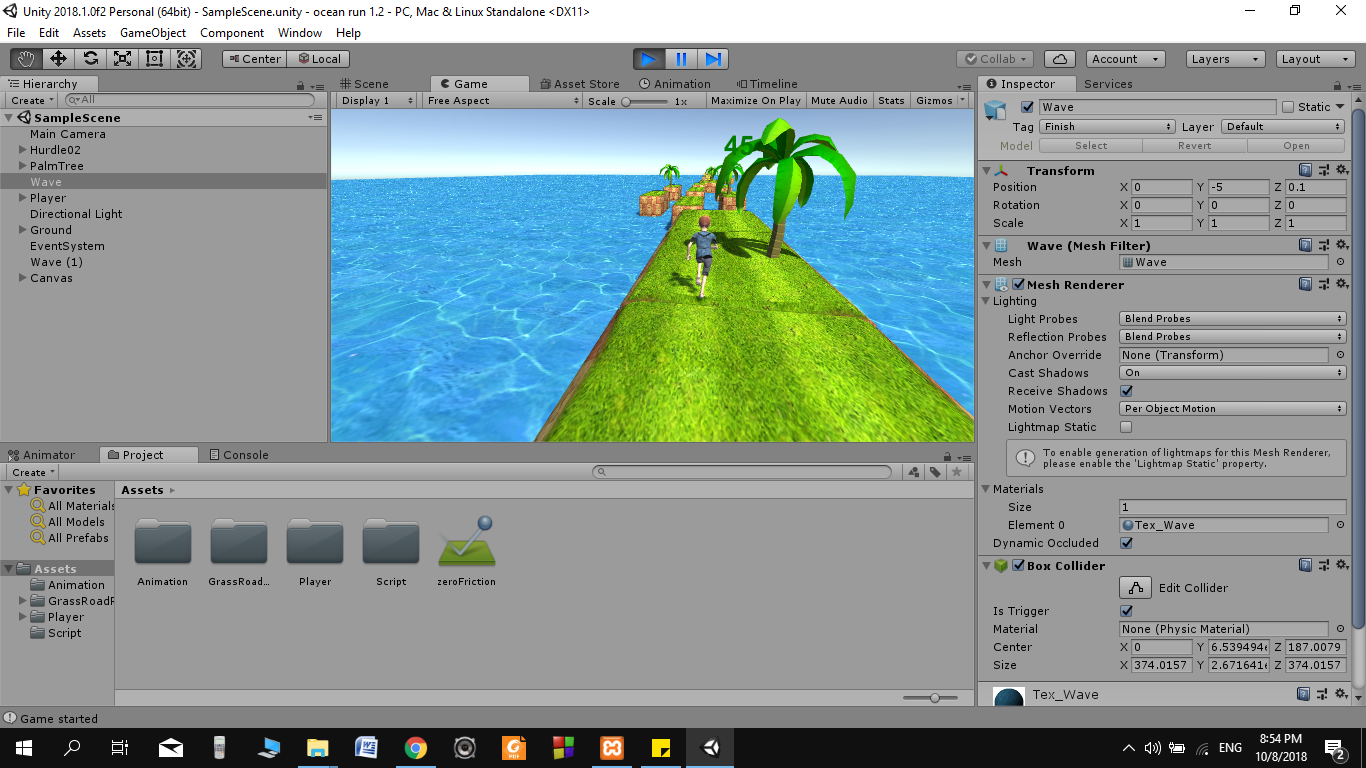 Unity 2018.1.0f2 Personal (64bit) - SampleScene.unity - ocean run 1.2 - PC, Mac & Linux Standalone <DX11>
File Edit Assets GameObject Component Window Help
Center Local Collab Account Layers Layout
Hierarchy
Create All
SampleScene
Main Camera
Hurdle02
PalmTree
Wave
Player
Directional Light
Ground
EventSystem
Wave (1)
Canvas
Scene Game Asset Store Animation Timeline
Display 1 Free Aspect Scale 1x Maximize On Play Mute Audio Stats Gizmos
Inspector Services
Wave Static
Tag Finish Layer Default
Model Select Revert Open
Transform
Position X 0 Y -5 Z 0.1
Rotation X 0 Y 0 Z 0
Scale X 1 Y 1 Z 1
Wave (Mesh Filter)
Mesh Wave
Mesh Renderer
Lighting
Light Probes Blend Probes
Reflection Probes Blend Probes
Anchor Override None (Transform)
Cast Shadows On
Receive Shadows
Motion Vectors Per Object Motion
Lightmap Static
To enable generation of lightmaps for this Mesh Renderer,
please enable the 'Lightmap Static' property.
Materials
Size 1
Element 0 Tex_Wave
Dynamic Occluded
Box Collider
Edit Collider
Is Trigger
Material None (Physic Material)
Center X 0 Y 6.539494e Z 187.0079
Size X 374.0157 Y 2.671641e Z 374.0157
Tex_Wave
Animator Project Console
Create
Favorites
All Materials
All Models
All Prefabs
Assets
Animation
GrassRoadR
Player
Script
Assets
Animation GrassRoad... Player Script zeroFriction
Game started
ENG
8:54 PM
10/8/2018
2